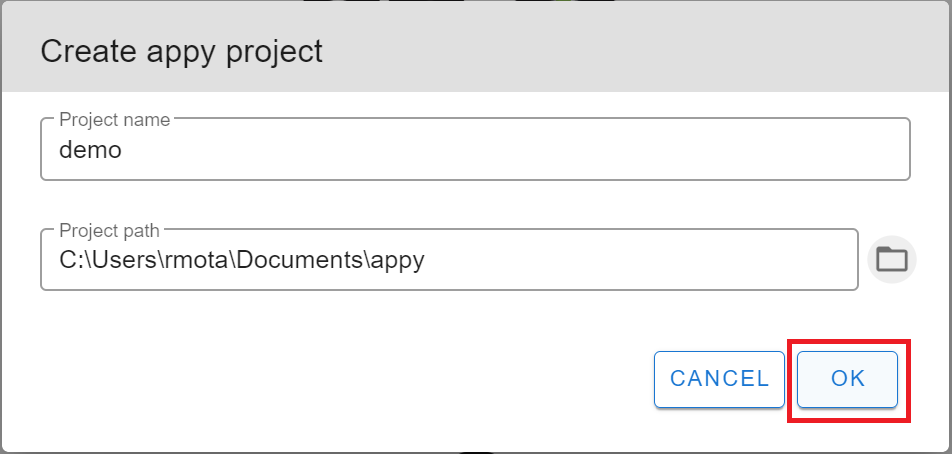 Create appy project
Project name
demo
Project path
C:\Users\rmota\Documents\appy
CANCEL
OK